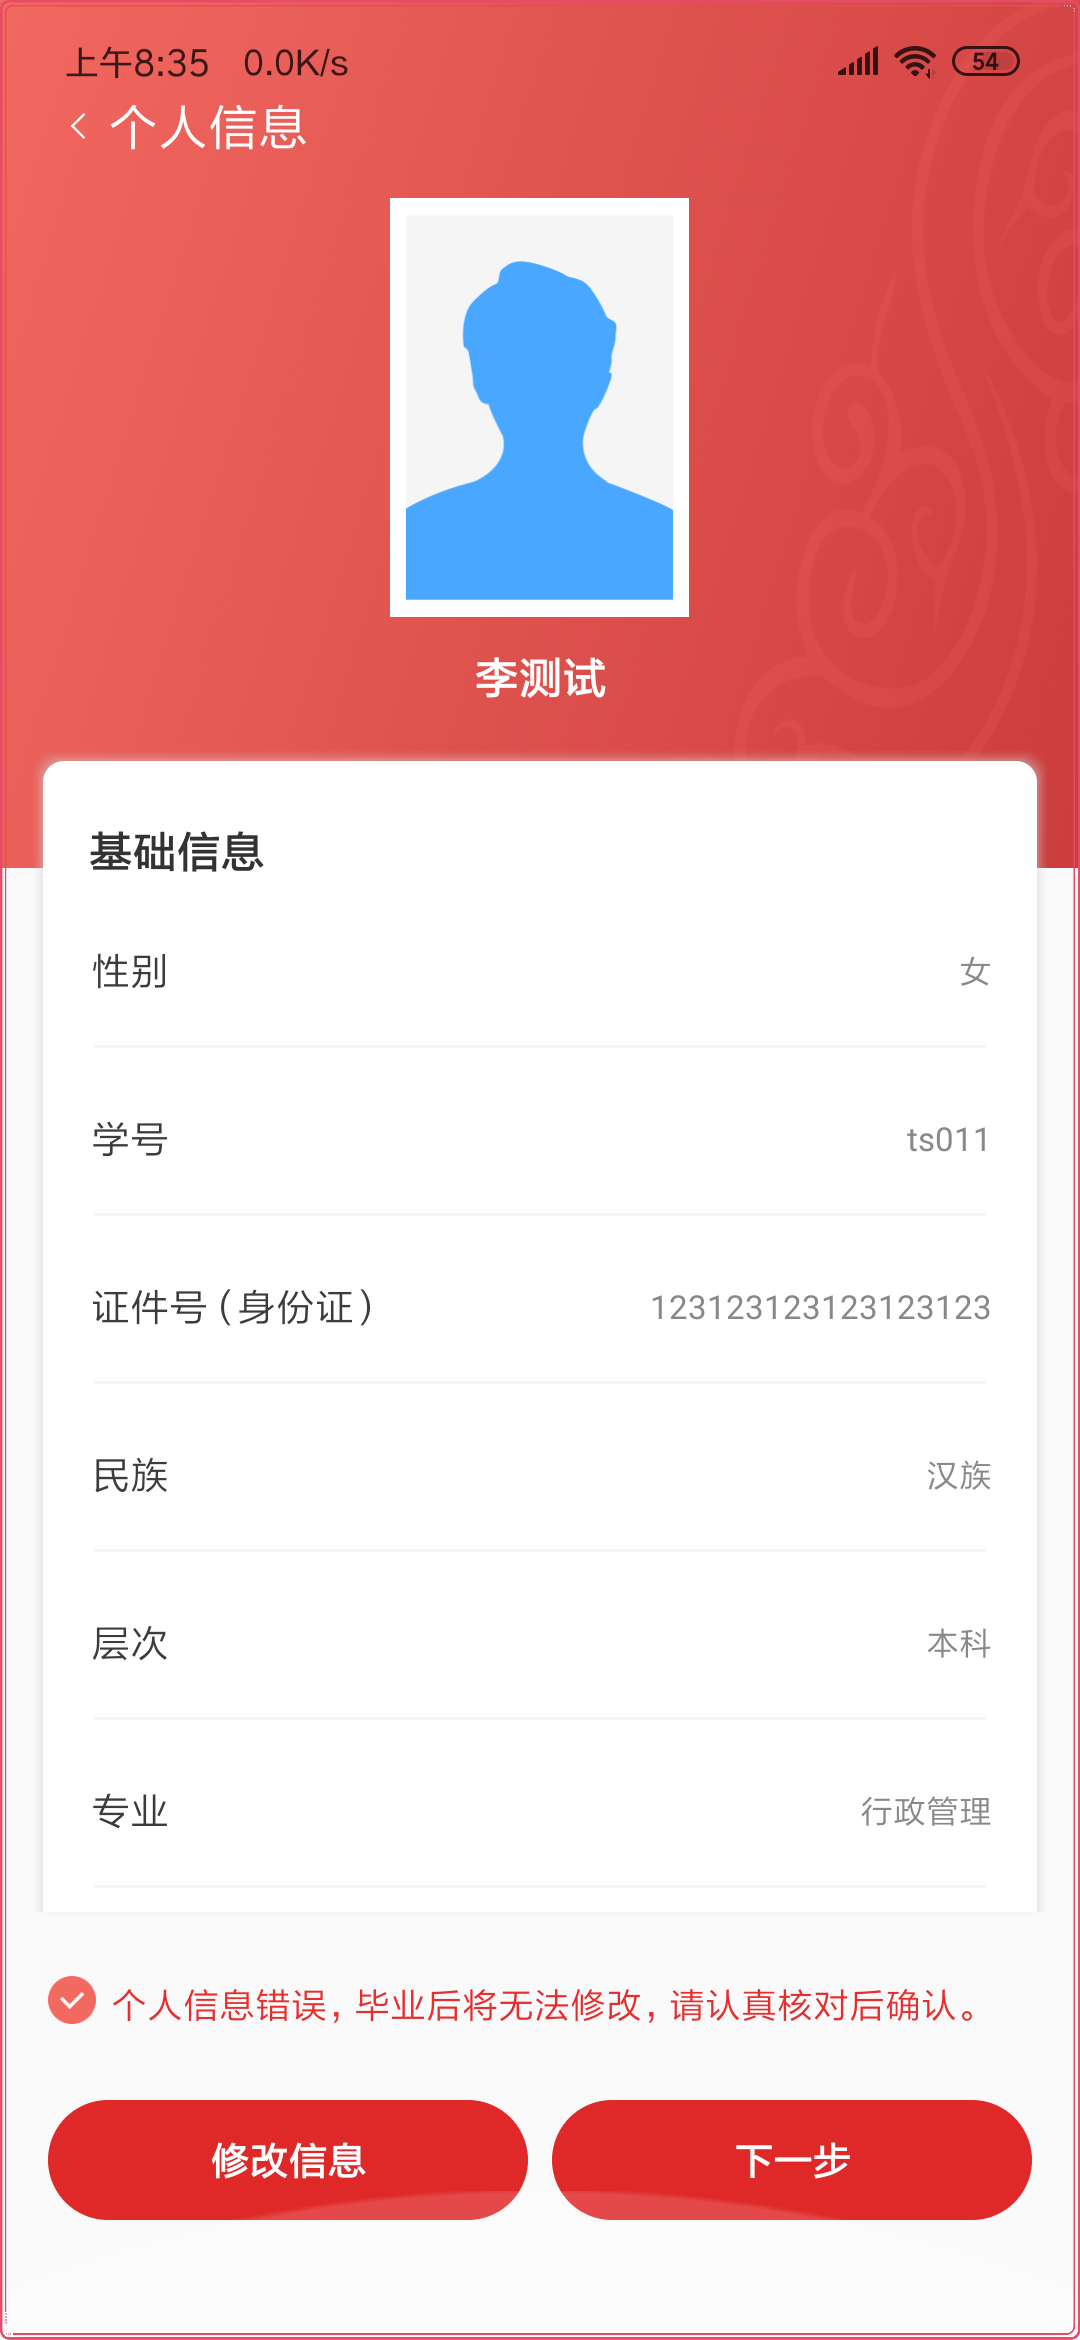 上午8:35 0.0K/s 54
个人信息
李测试
基础信息
性别 女
学号 ts011
证件号（身份证） 123123123123123123
民族 汉族
层次 本科
专业 行政管理
个人信息错误，毕业后将无法修改，请认真核对后确认。
修改信息 下一步